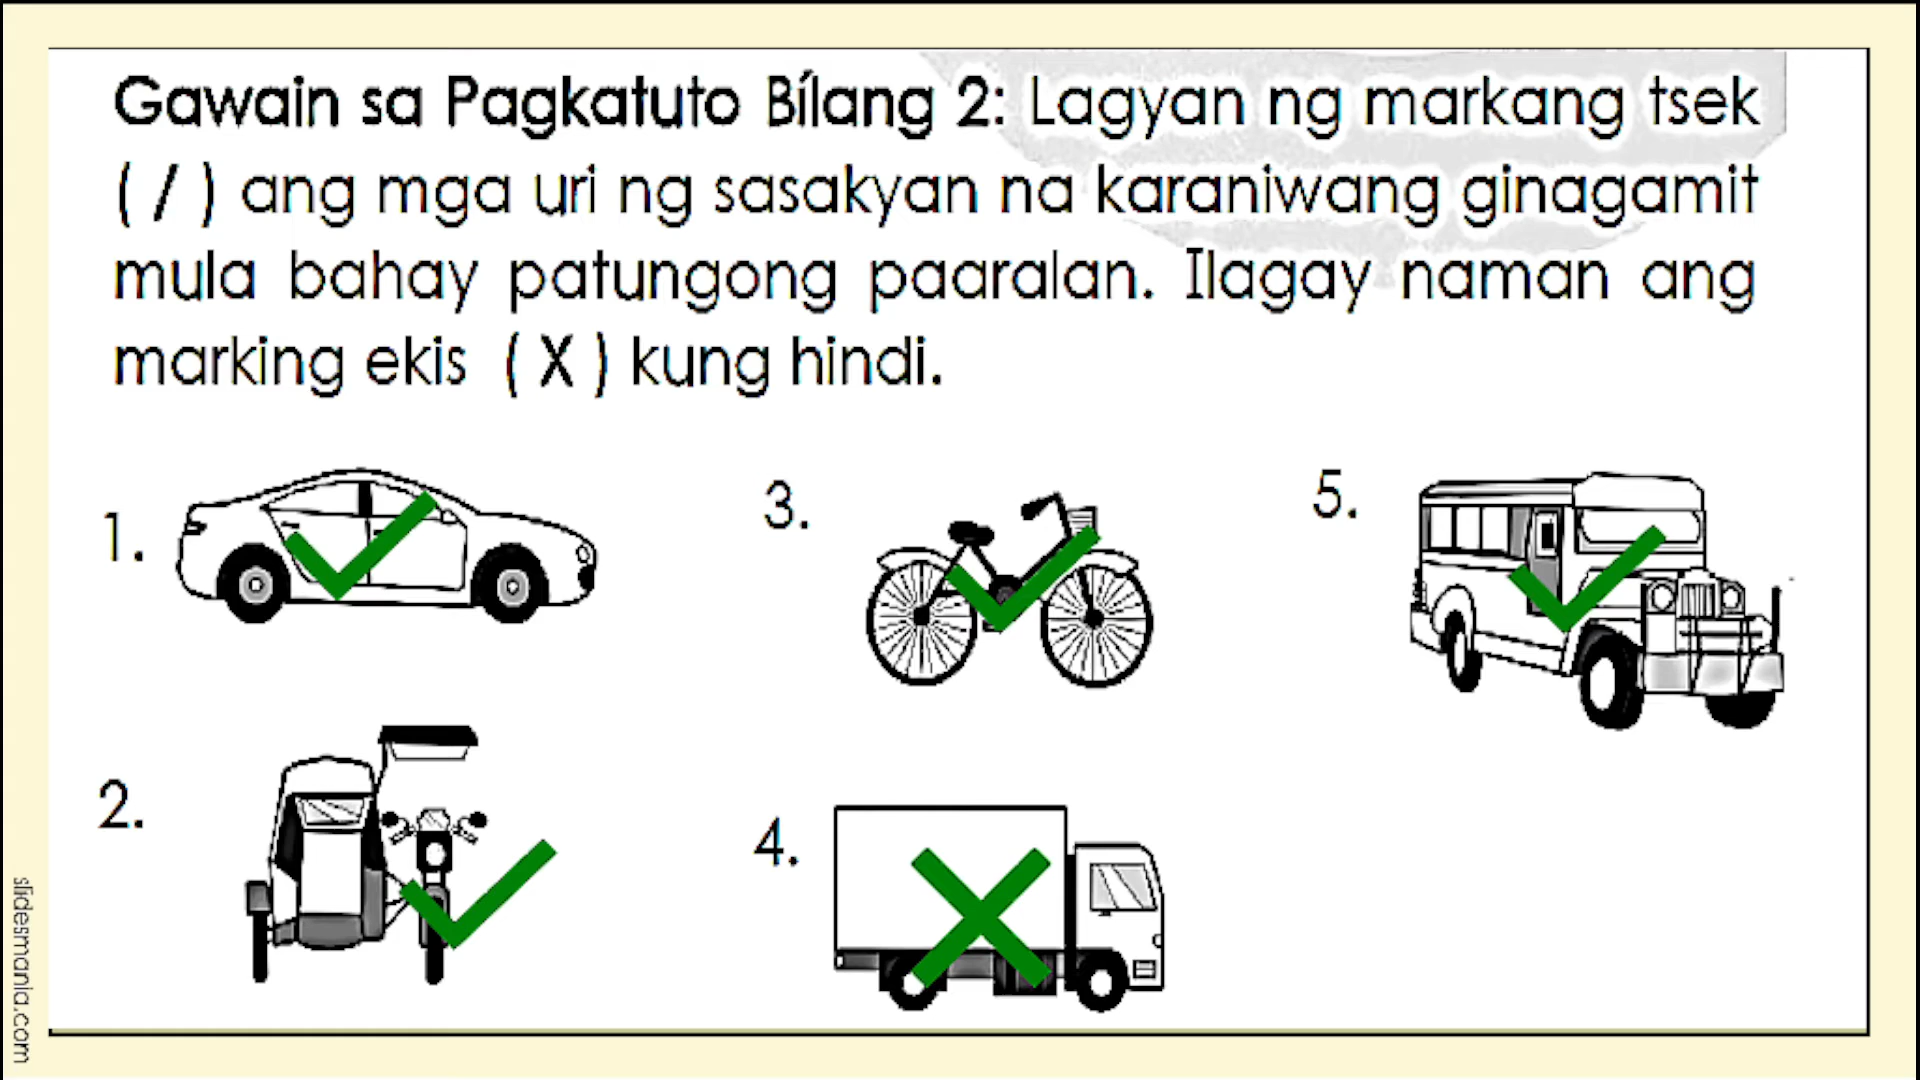 Gawain sa Pagkatuto Bílang 2: Lagyan ng markang tsek
( / ) ang mga uri ng sasakyan na karaniwang ginagamit
mula bahay patungong paaralan. Ilagay naman ang
marking ekis ( X ) kung hindi.
1.
2.
3.
4.
5.
slidesmania.com